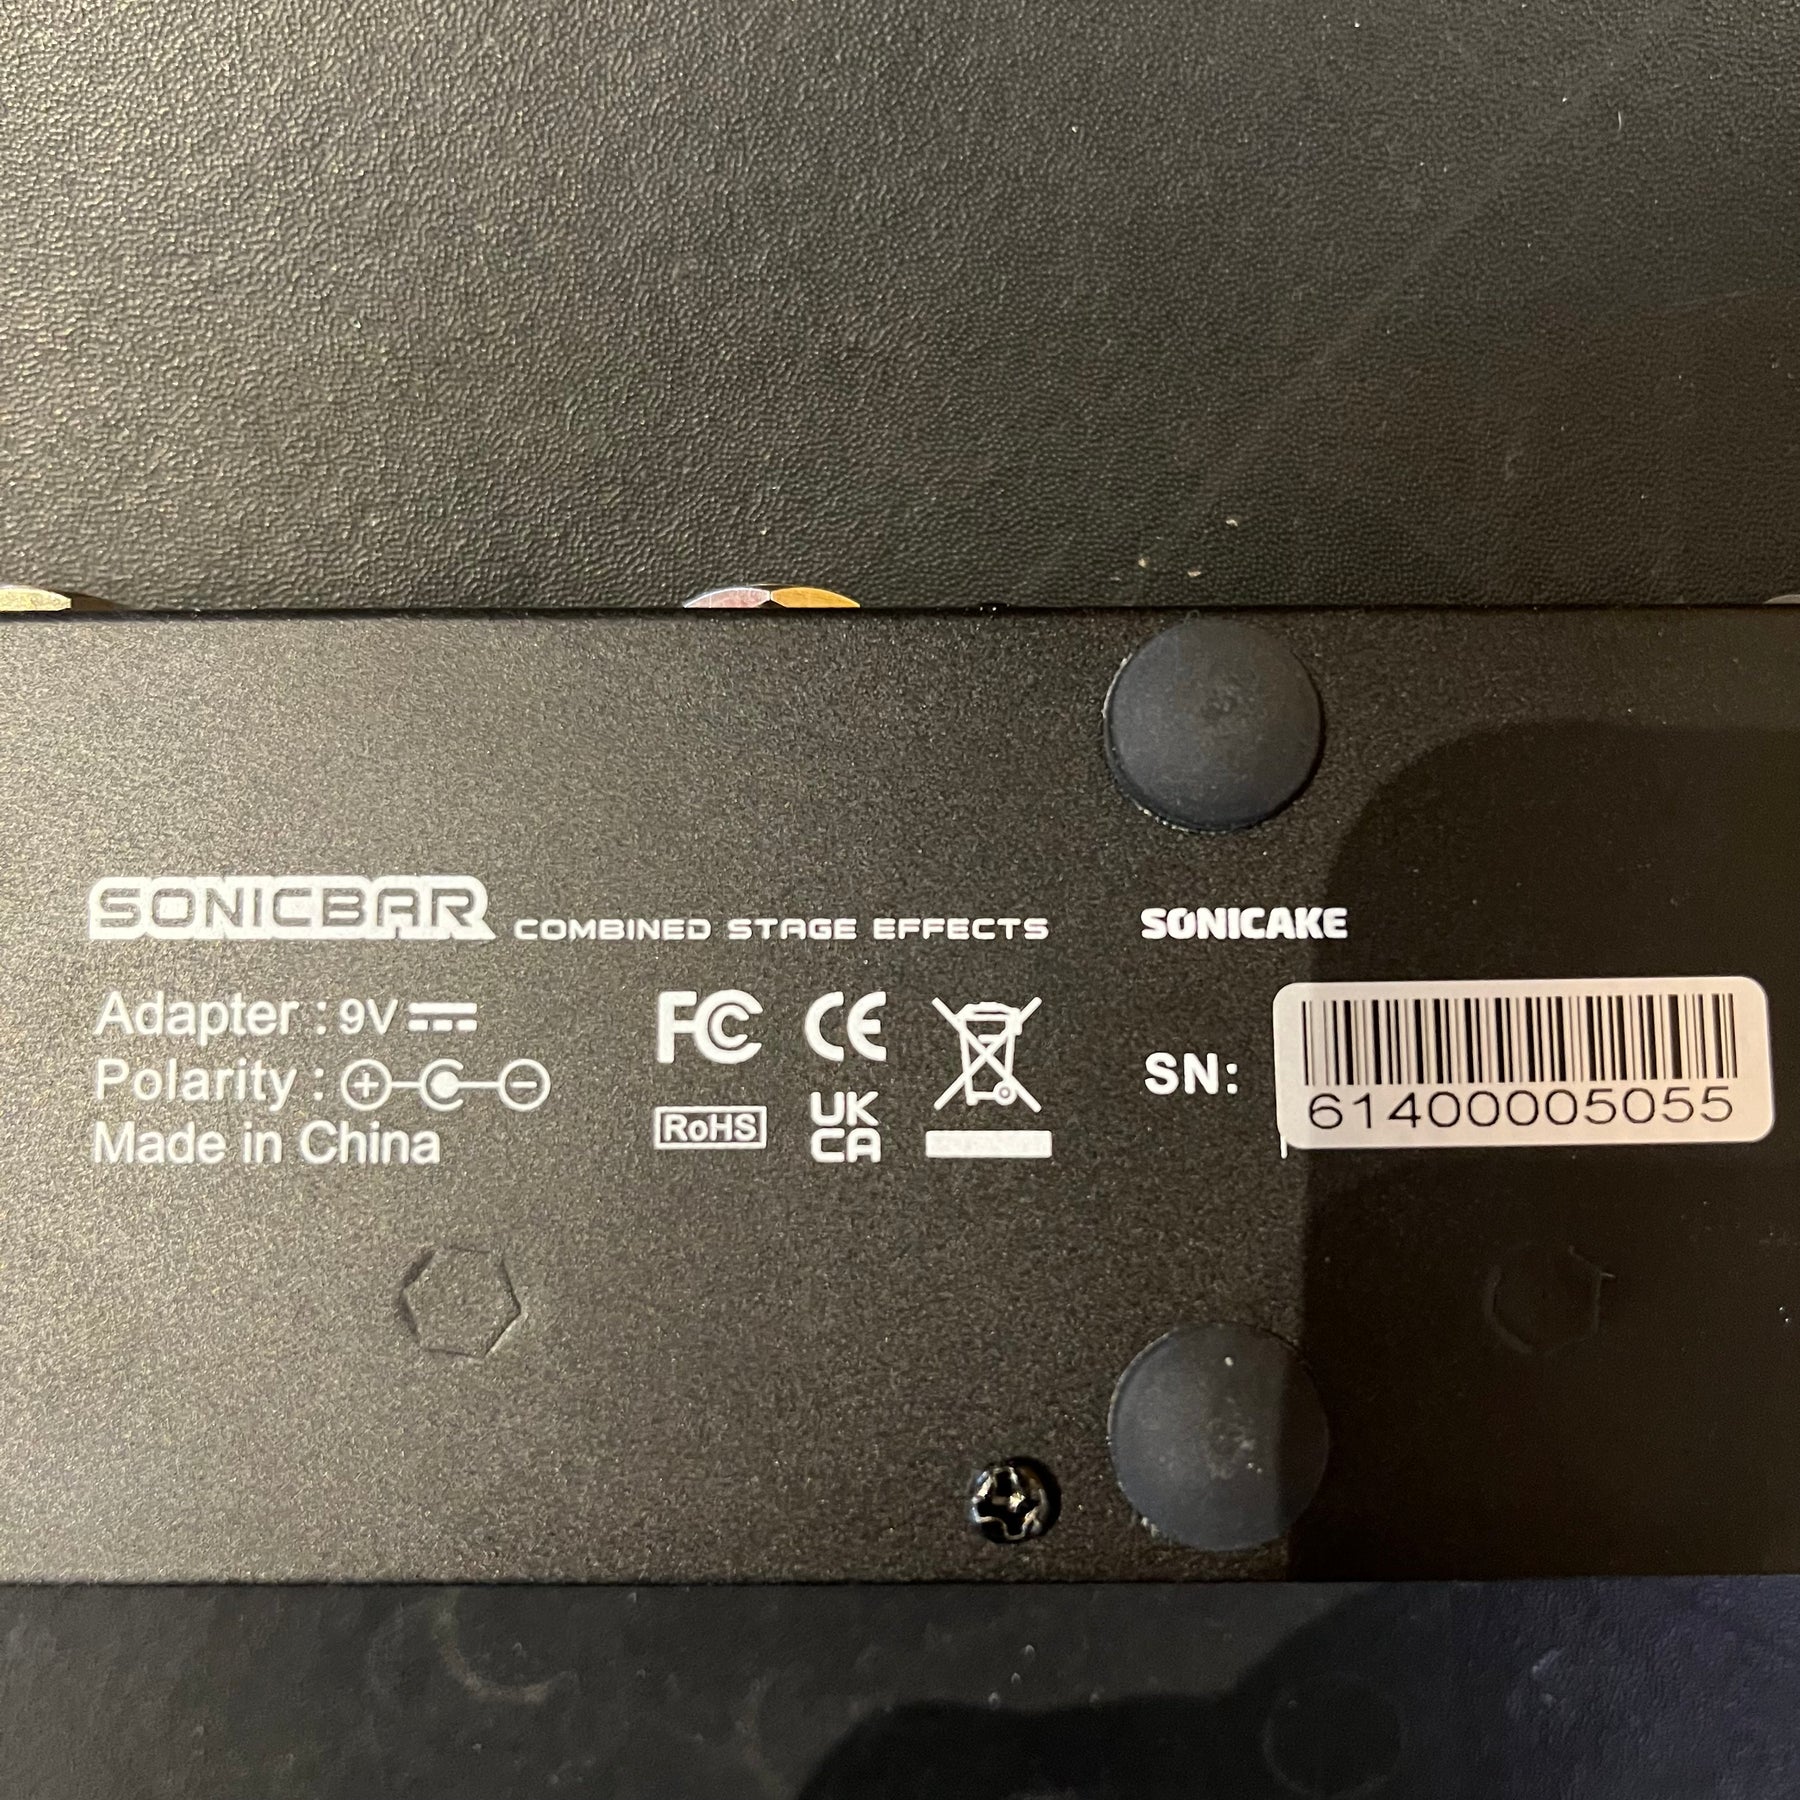 SONICBAR COMBINED STAGE EFFECTS
Adapter : 9V
Polarity :
Made in China
FC CE
RoHS
UK
CA
SONICAKE
SN:
61400005055